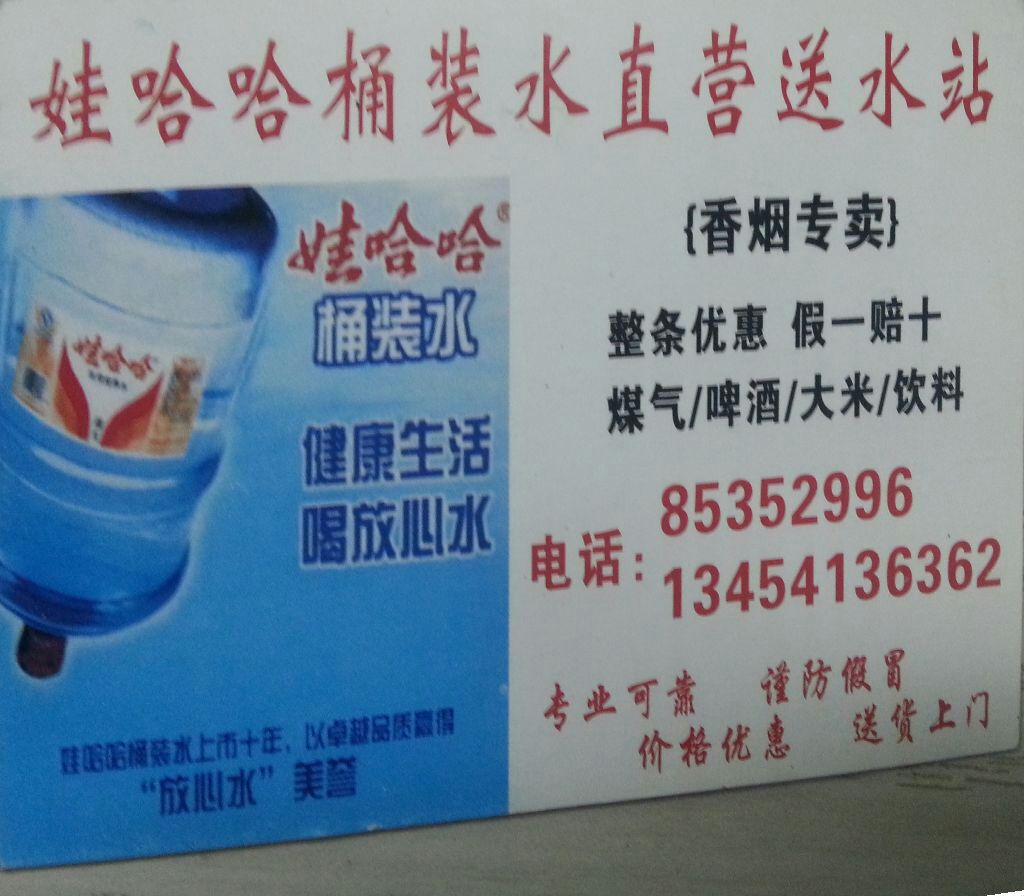 娃哈哈桶装水直营送水站
娃哈哈®
桶装水
健康生活
喝放心水
娃哈哈
娃哈哈桶装水上市十年,以卓越品质赢得
“放心水”美誉
{香烟专卖}
整条优惠 假一赔十
煤气/啤酒/大米/饮料
电话:
85352996
13454136362
专业可靠 谨防假冒
价格优惠 送货上门